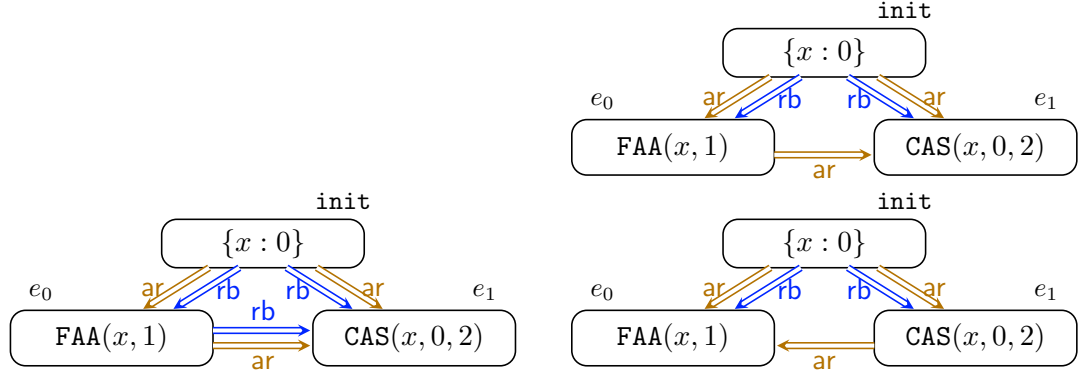 init
{x : 0}
ar rb rb ar
e₀ e₁
FAA(x, 1) CAS(x, 0, 2)
rb
ar
init
{x : 0}
ar rb rb ar
e₀ e₁
FAA(x, 1) CAS(x, 0, 2)
ar
init
{x : 0}
ar rb rb ar
e₀ e₁
FAA(x, 1) CAS(x, 0, 2)
ar